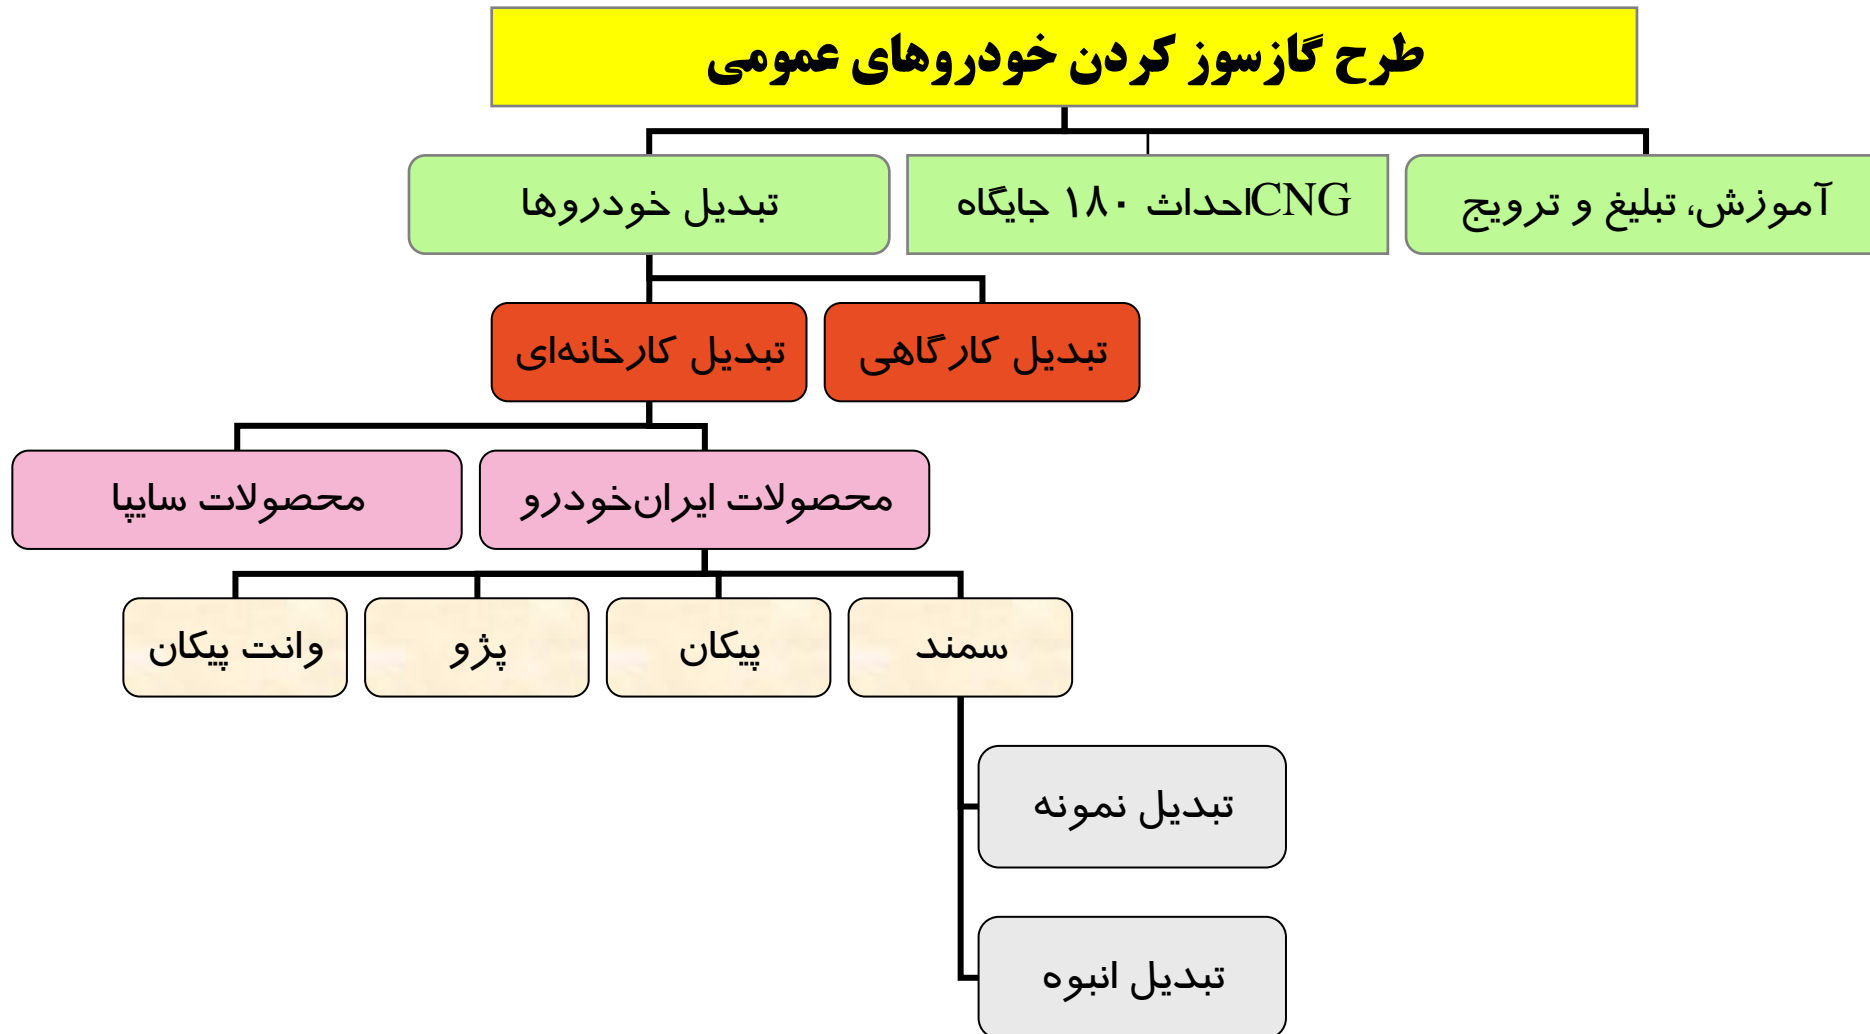 طرح گازسوز کردن خودروهای عمومی
آموزش، تبلیغ و ترویج
احداث ۱۸۰ جایگاه CNG
تبدیل خودروها
تبدیل کارگاهی
تبدیل کارخانه‌ای
محصولات ایران‌خودرو
محصولات سایپا
سمند
پیکان
پژو
وانت پیکان
تبدیل نمونه
تبدیل انبوه